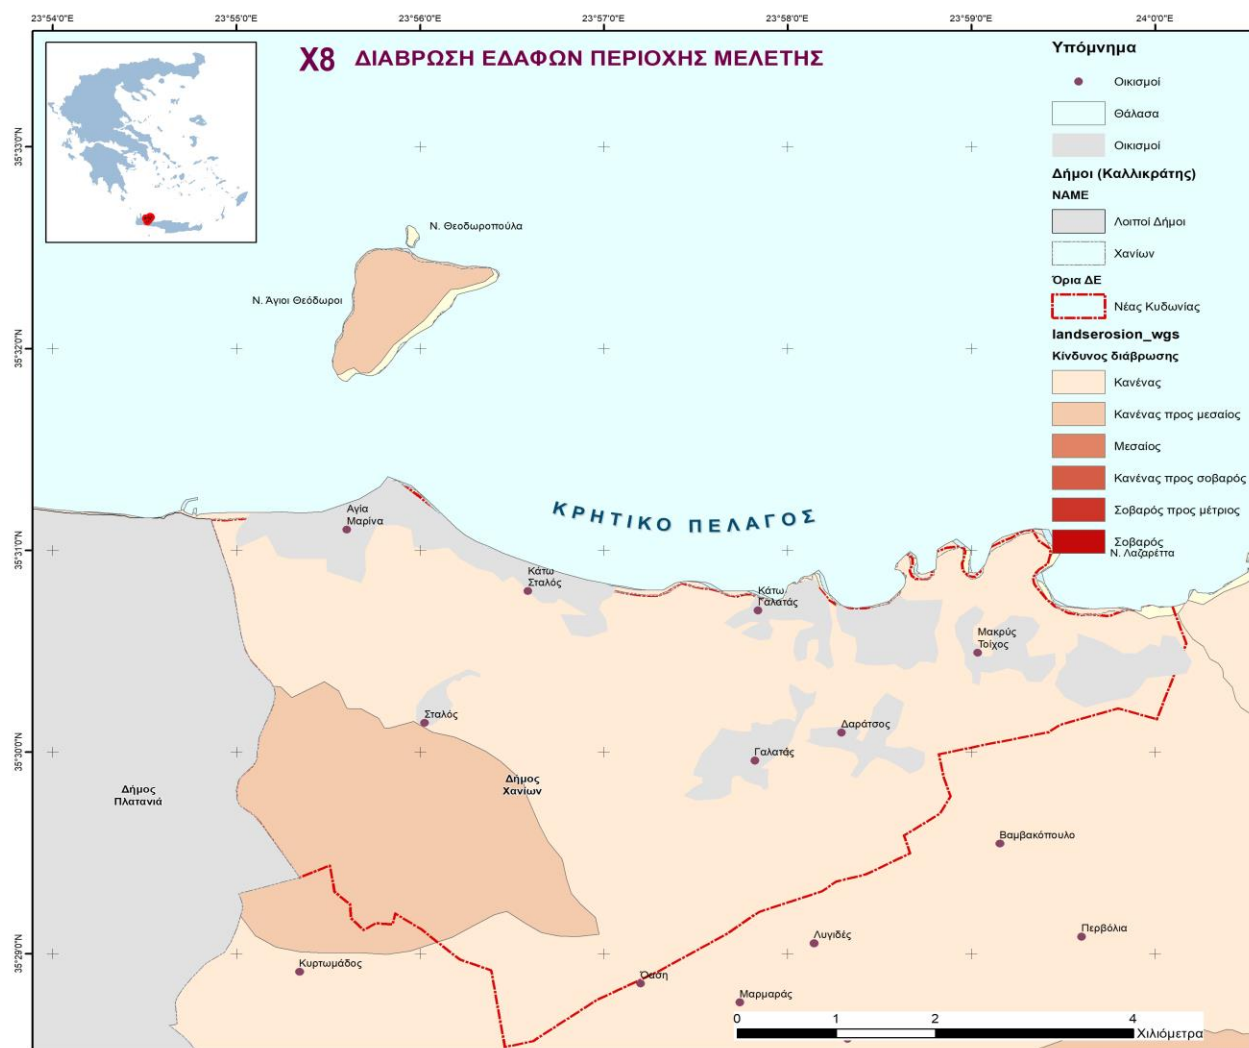 23°54'0"E 23°55'0"E 23°56'0"E 23°57'0"E 23°58'0"E 23°59'0"E 24°0'0"E
Χ8 ΔΙΑΒΡΩΣΗ ΕΔΑΦΩΝ ΠΕΡΙΟΧΗΣ ΜΕΛΕΤΗΣ
Υπόμνημα
Οικισμοί
Θάλασα
Οικισμοί
Δήμοι (Καλλικράτης)
NAME
Λοιποί Δήμοι
Χανίων
Όρια ΔΕ
Νέας Κυδωνίας
landserosion_wgs
Κίνδυνος διάβρωσης
Κανένας
Κανένας προς μεσαίος
Μεσαίος
Κανένας προς σοβαρός
Σοβαρός προς μέτριος
Σοβαρός
Ν. Λαζαρέττα
35°33'0"N
35°32'0"N
35°31'0"N
35°30'0"N
35°29'0"N
Ν. Θεοδωροπούλα
Ν. Άγιοι Θεόδωροι
ΚΡΗΤΙΚΟ ΠΕΛΑΓΟΣ
Αγία
Μαρίνα
Κάτω
Σταλός
Κάτω
Γαλατάς
Μακρύς
Τοίχος
Σταλός
Δαράτσος
Γαλατάς
Δήμος
Πλατανιά
Δήμος
Χανίων
Βαμβακόπουλο
Περβόλια
Λυγιδές
Κυρτωμάδος
Όαση
Μαρμαράς
0 1 2 4
Χιλιόμετρα